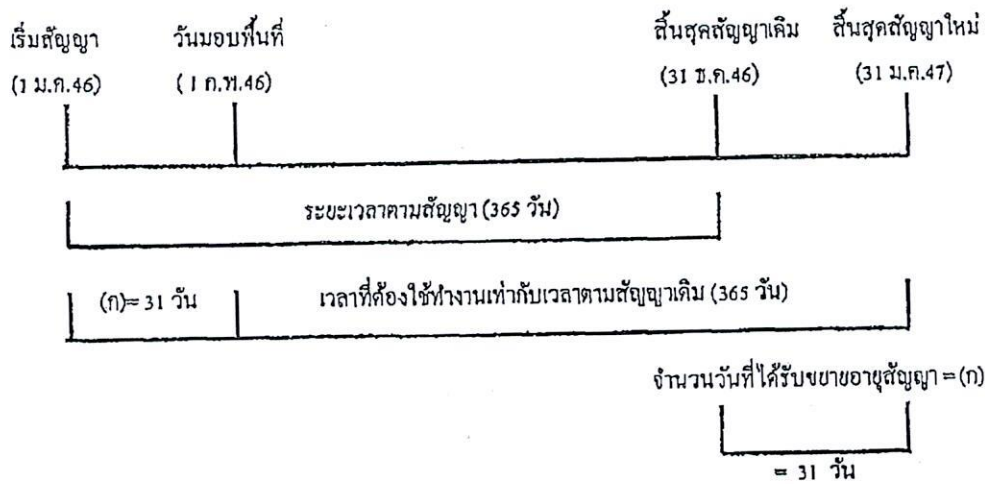 เริ่มสัญญา วันมอบพื้นที่ สิ้นสุดสัญญาเดิม สิ้นสุดสัญญาใหม่
(1 ม.ค.46) (1 ก.พ.46) (31 ธ.ค.46) (31 ม.ค.47)
ระยะเวลาตามสัญญา (365 วัน)
(ก)= 31 วัน เวลาที่ต้องใช้ทำงานเท่ากับเวลาตามสัญญาเดิม (365 วัน)
จำนวนวันที่ได้รับขยายอายุสัญญา = (ก)
= 31 วัน